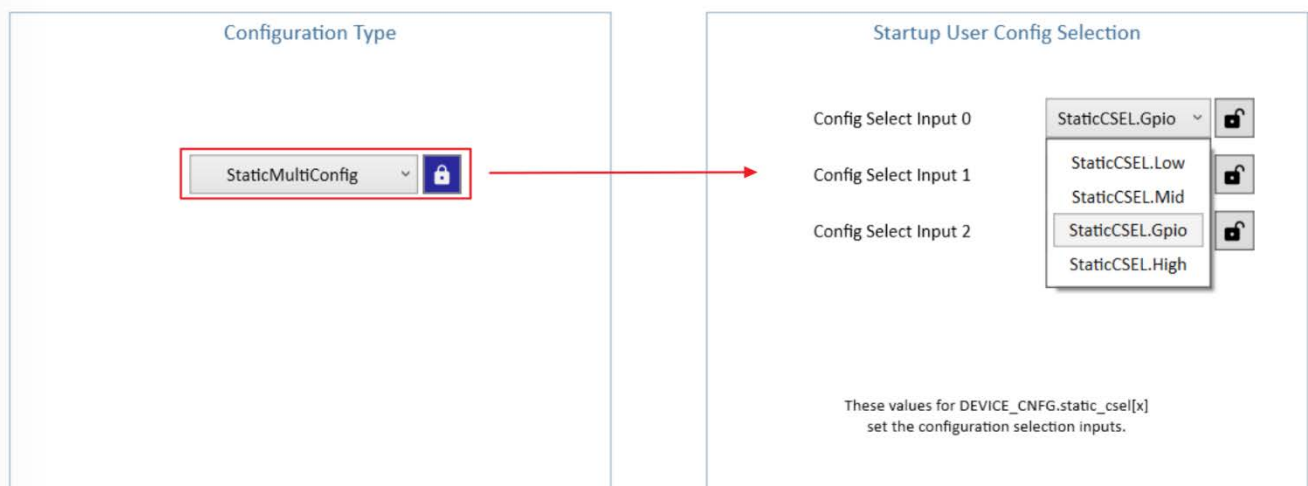 Configuration Type
StaticMultiConfig
Startup User Config Selection
Config Select Input 0
StaticCSEL.Gpio
Config Select Input 1
Config Select Input 2
StaticCSEL.Low
StaticCSEL.Mid
StaticCSEL.Gpio
StaticCSEL.High
These values for DEVICE_CNFG.static_csel[x]
set the configuration selection inputs.